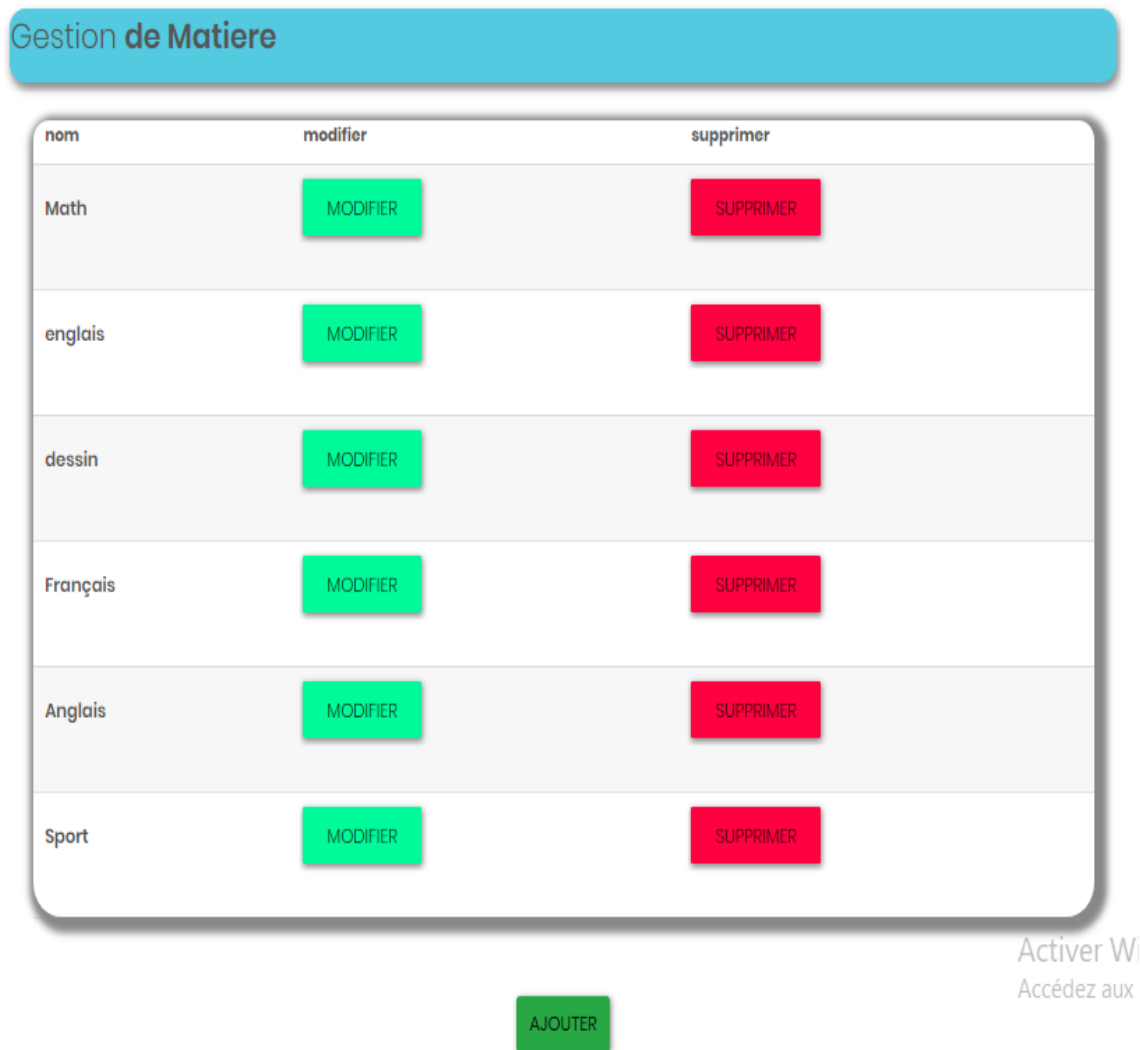 Gestion de Matiere
nom modifier supprimer
Math MODIFIER SUPPRIMER
englais MODIFIER SUPPRIMER
dessin MODIFIER SUPPRIMER
Français MODIFIER SUPPRIMER
Anglais MODIFIER SUPPRIMER
Sport MODIFIER SUPPRIMER
Activer Wi
Accédez aux
AJOUTER